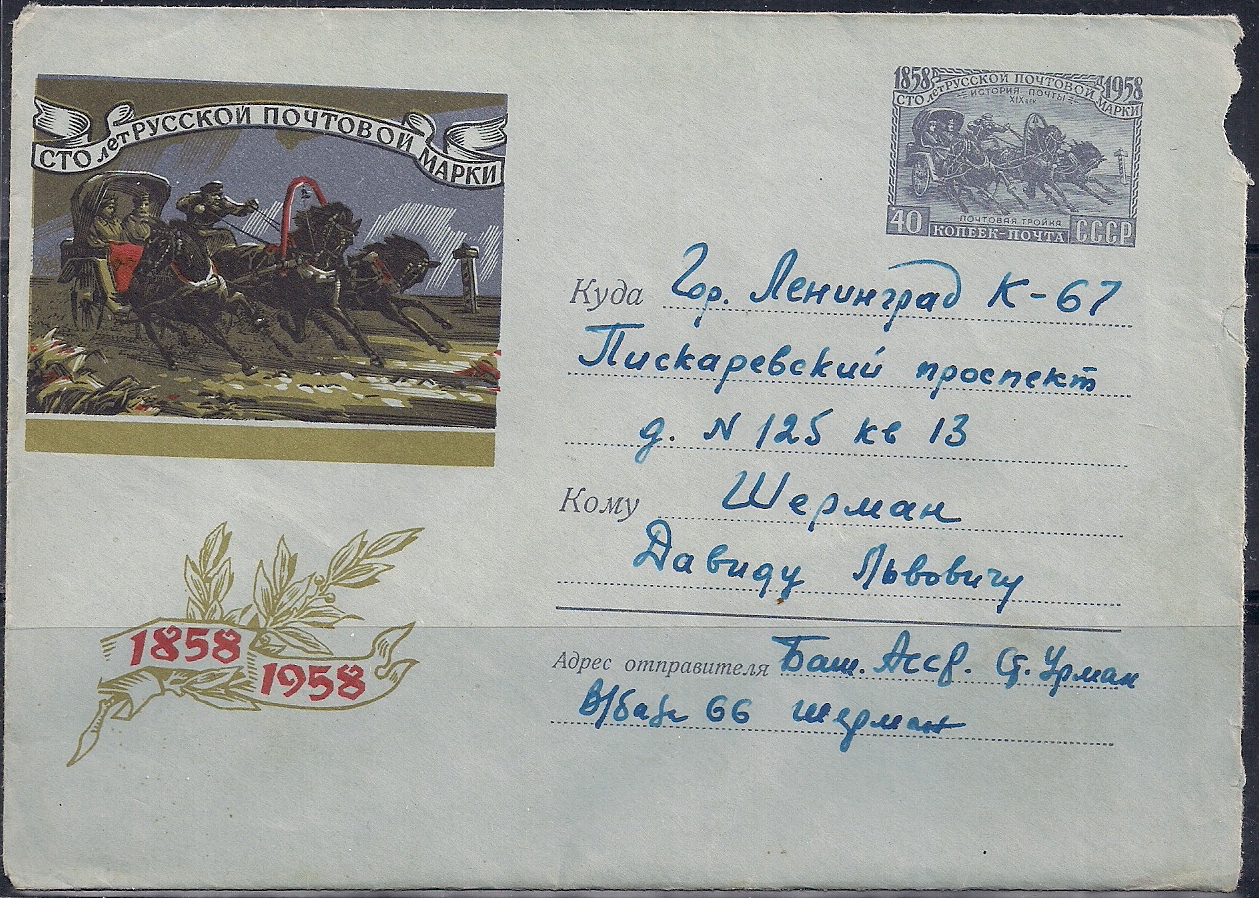 СТО лет РУССКОЙ ПОЧТОВОЙ МАРКИ
1858 1958
СТО лет РУССКОЙ ПОЧТОВОЙ МАРКИ
ИСТОРИЯ ПОЧТЫ
XIX век
ПОЧТОВАЯ ТРОЙКА
40 КОПЕЕК-ПОЧТА СССР
Куда Гор. Ленинград К-67
Пискаревский проспект
д. N 125 кв 13
Кому Шерман
Давиду Львовичу
1858
1958
Адрес отправителя Баш. Асср. Ст. Урман
В/база 66 Шерман